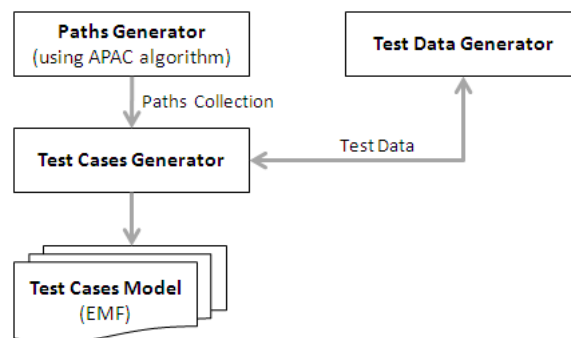 Paths Generator
(using APAC algorithm)
Test Data Generator
Paths Collection
Test Cases Generator
Test Data
Test Cases Model
(EMF)